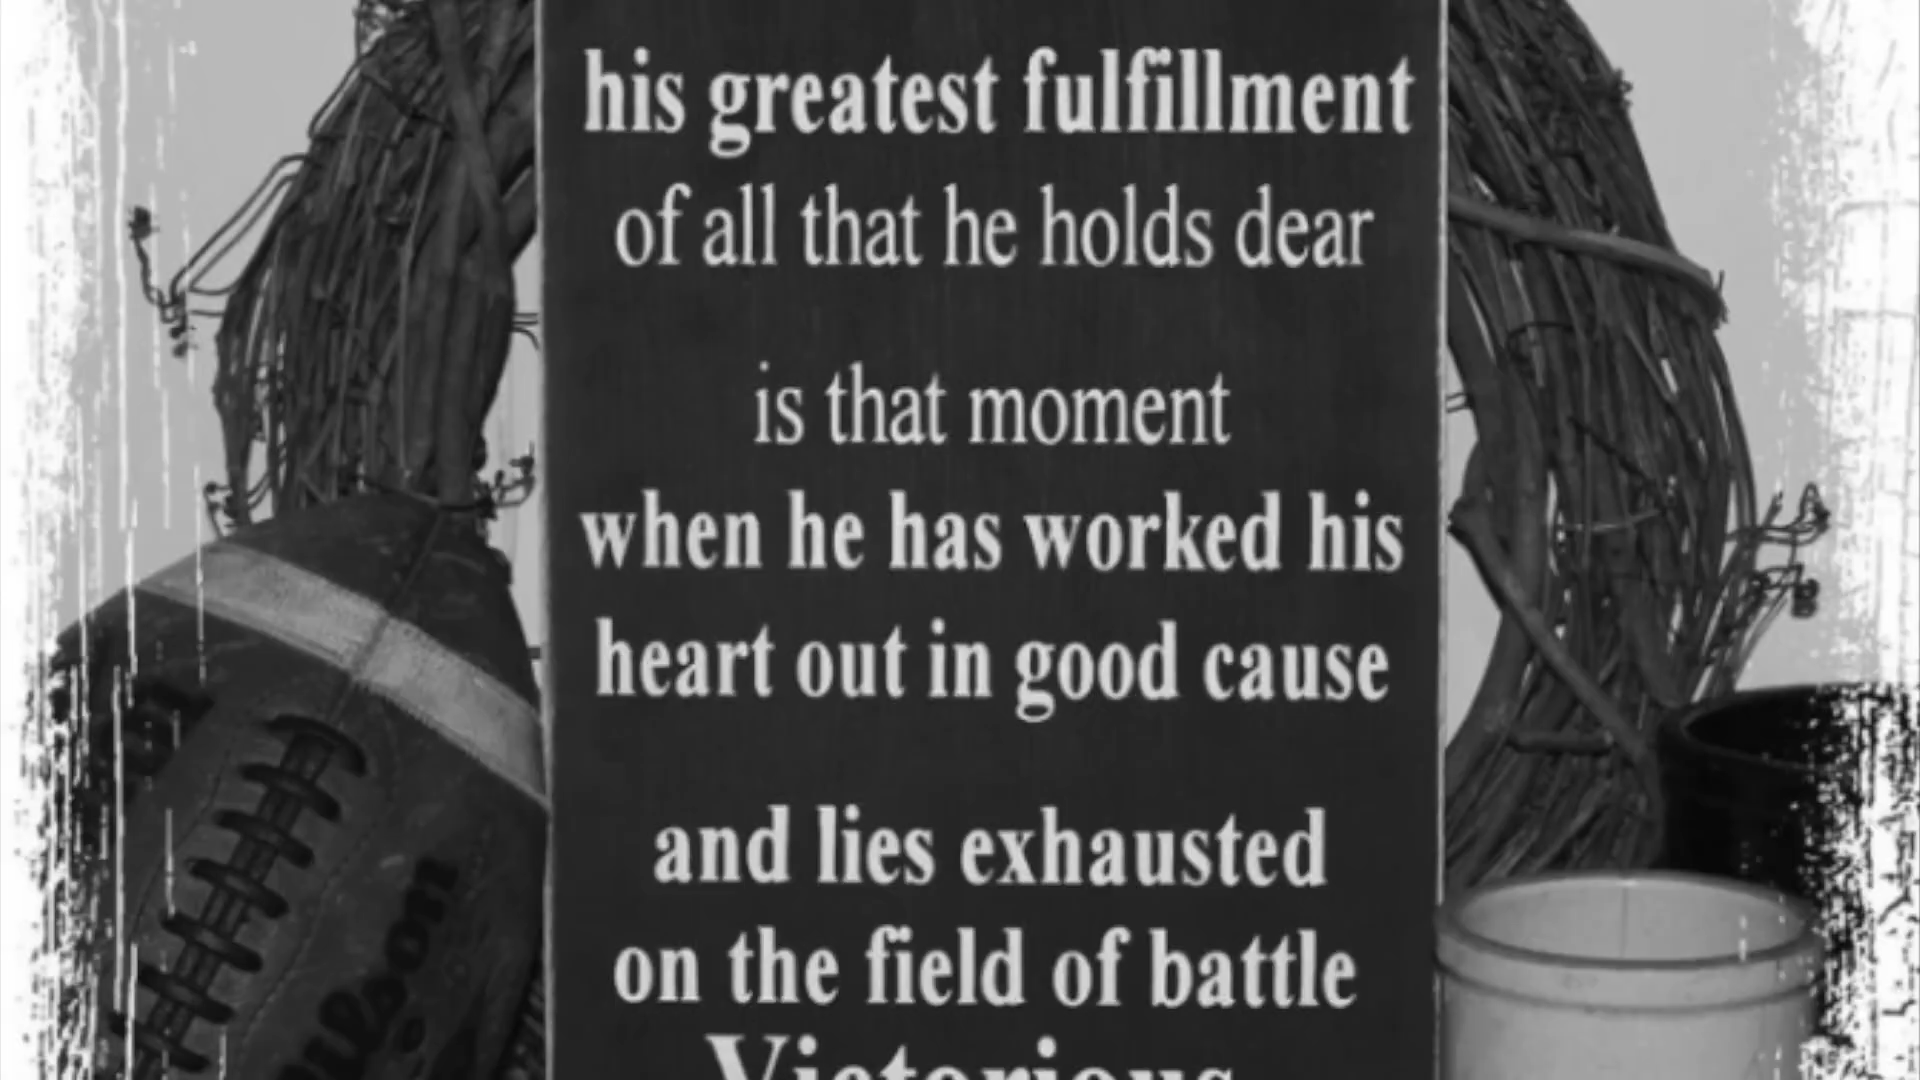 his greatest fulfillment
of all that he holds dear
is that moment
when he has worked his
heart out in good cause
and lies exhausted
on the field of battle
Victorious